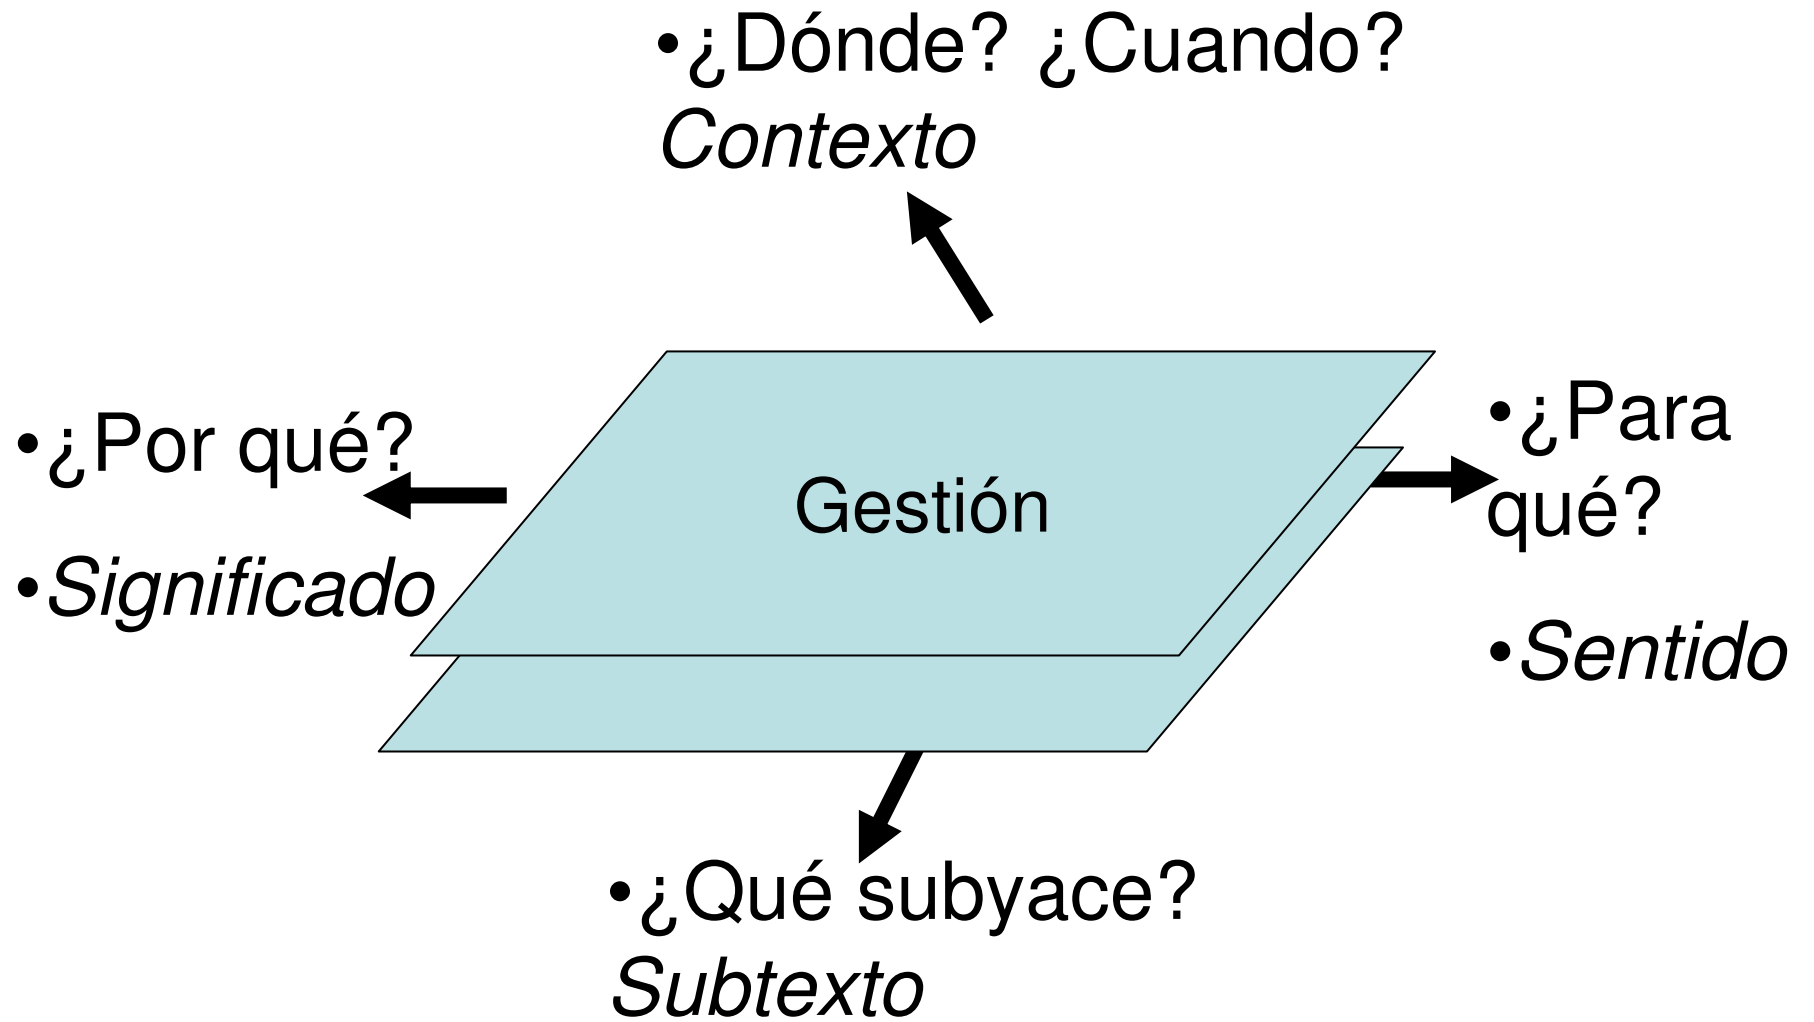 •¿Dónde? ¿Cuando?
Contexto
•¿Por qué?
•Significado
Gestión
•¿Para
qué?
•Sentido
•¿Qué subyace?
Subtexto